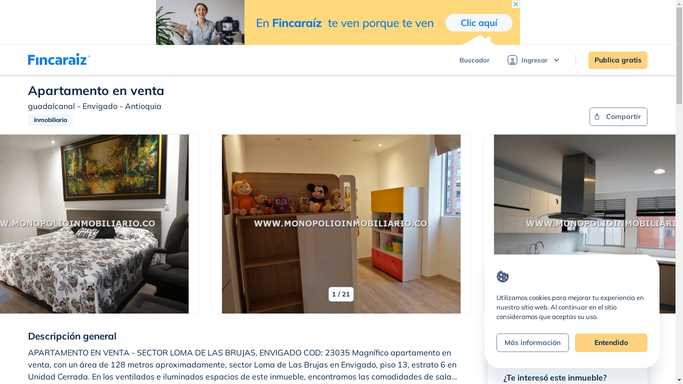 En Fincaraíz te ven porque te ven
Clic aquí
Fincaraíz
Buscador
Ingresar
Publica gratis
Apartamento en venta
guadalcanal - Envigado - Antioquia
Inmobiliaria
Compartir
WWW.MONOPOLIOINMOBILIARIO.CO
WWW.MONOPOLIOINMOBILIARIO.CO
WWW.MONOPOLIOINMOBILIARIO
1 / 21
Utilizamos cookies para mejorar tu experiencia en
nuestro sitio web. Al continuar en el sitio
consideramos que aceptas su uso.
Más información
Entendido
Descripción general
APARTAMENTO EN VENTA - SECTOR LOMA DE LAS BRUJAS, ENVIGADO COD: 23035 Magnífico apartamento en
venta, con un área de 128 metros aproximadamente, sector Loma de Las Brujas en Envigado, piso 13, estrato 6 en
Unidad Cerrada. En los ventilados e iluminados espacios de este inmueble, encontramos las comodidades de sala...
¿Te interesó este inmueble?